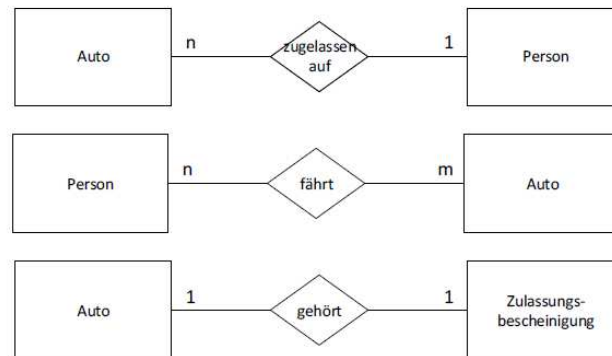 Auto
n
zugelassen
auf
1
Person
Person
n
fährt
m
Auto
Auto
1
gehört
1
Zulassungs-
bescheinigung